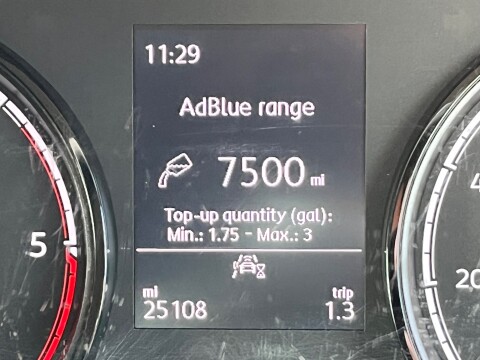 11:29
AdBlue range
7500 mi
Top-up quantity (gal):
Min.: 1.75 - Max.: 3
mi trip
25108 1.3
5
4
20